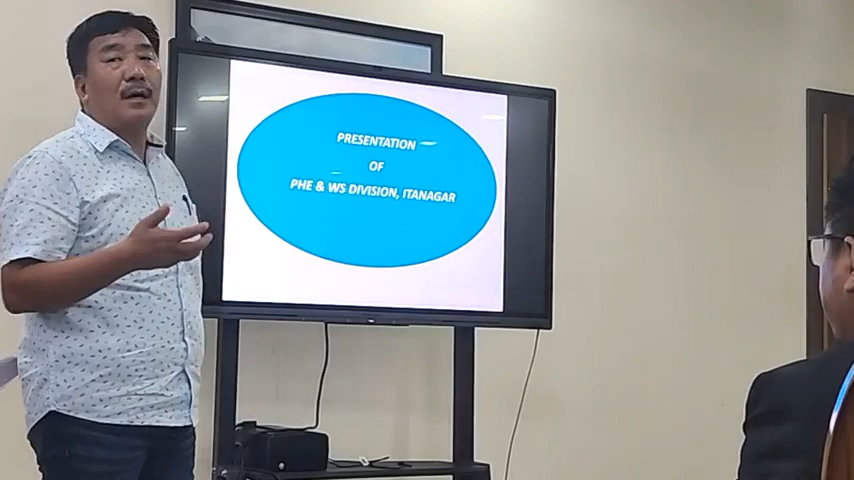 PRESENTATION
OF
PHE & WS DIVISION, ITANAGAR